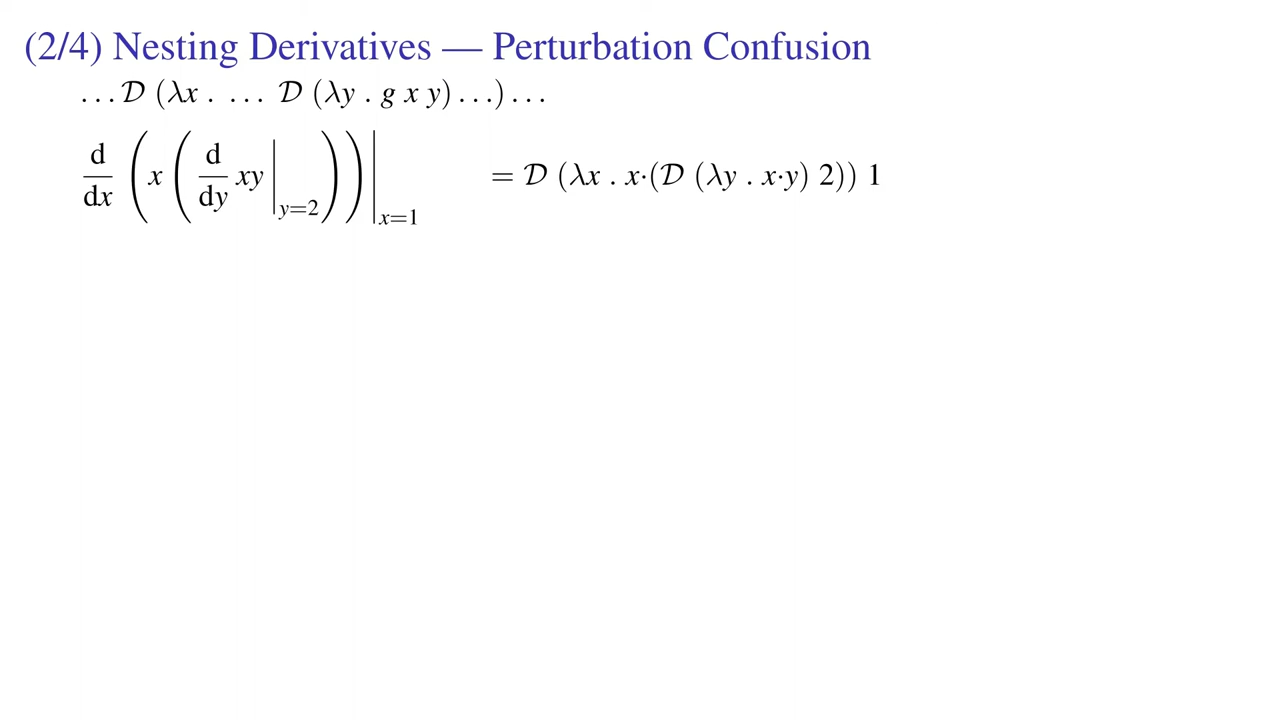 (2/4) Nesting Derivatives — Perturbation Confusion
...𝒟 (λx . ... 𝒟 (λy . g x y)...)...
d/dx (x (d/dy xy |_{y=2})) |_{x=1} = 𝒟 (λx . x·(𝒟 (λy . x·y) 2)) 1